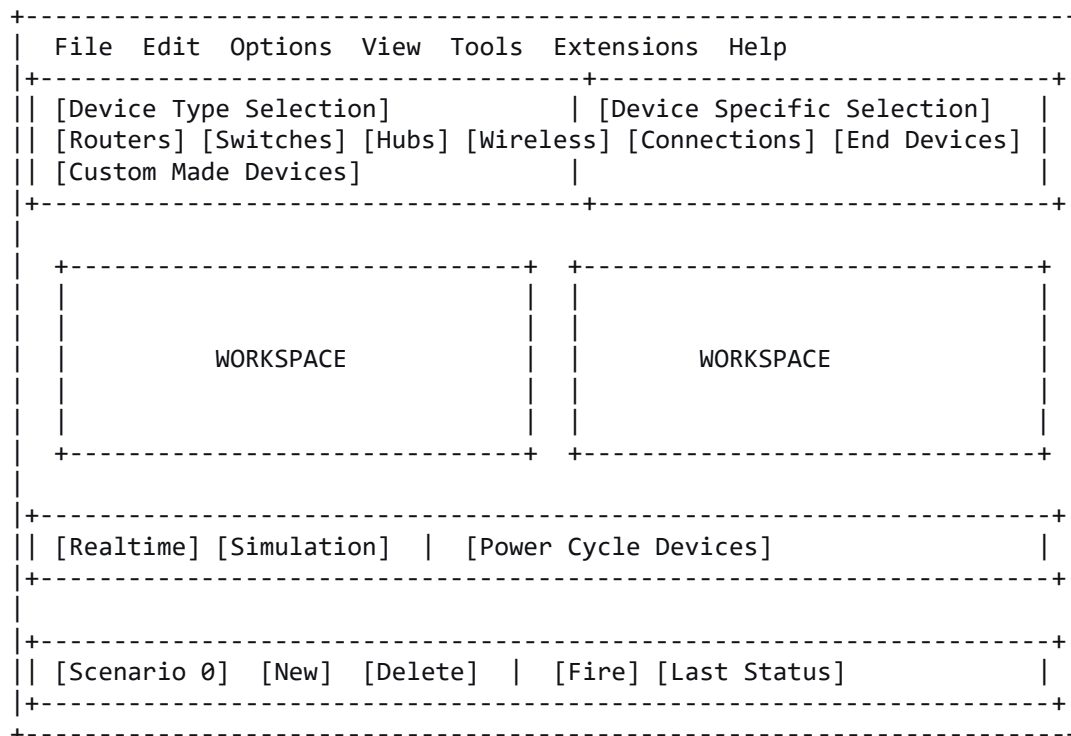 File Edit Options View Tools Extensions Help
[Device Type Selection] | [Device Specific Selection]
[Routers] [Switches] [Hubs] [Wireless] [Connections] [End Devices]
[Custom Made Devices]
WORKSPACE WORKSPACE
[Realtime] [Simulation] | [Power Cycle Devices]
[Scenario 0] [New] [Delete] | [Fire] [Last Status]